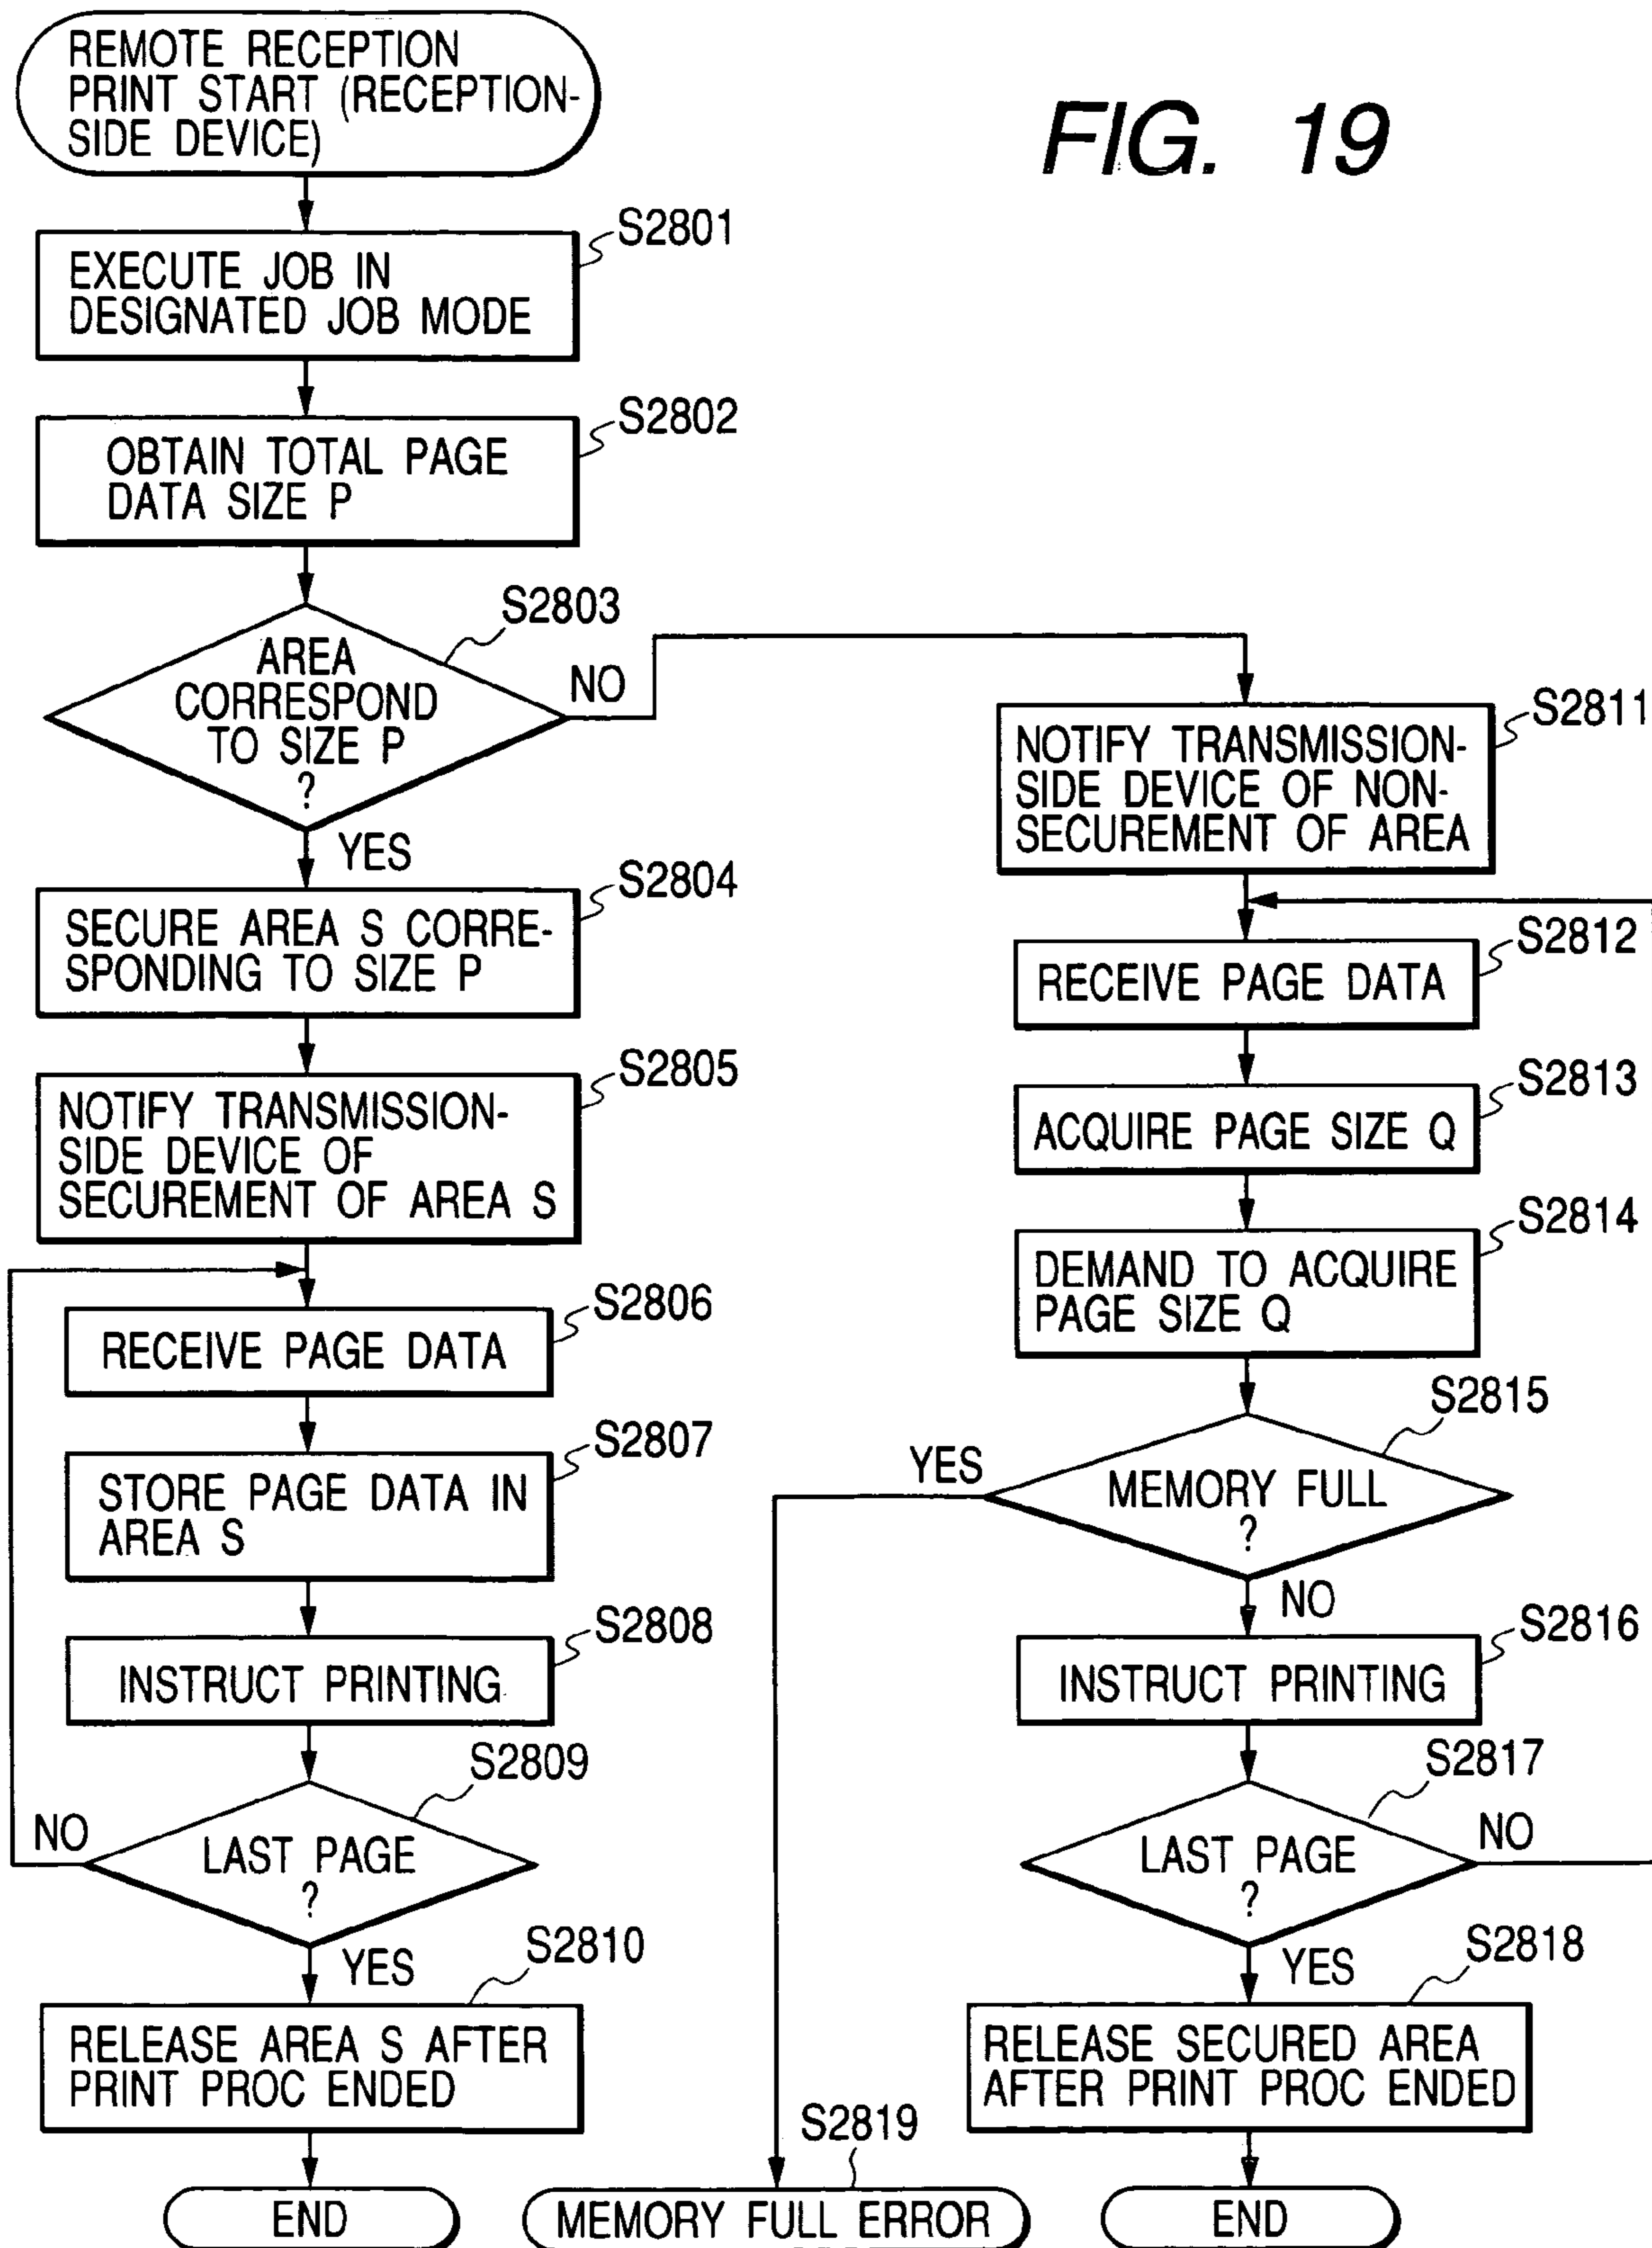 FIG. 19
REMOTE RECEPTION
PRINT START (RECEPTION-
SIDE DEVICE)
S2801
EXECUTE JOB IN
DESIGNATED JOB MODE
S2802
OBTAIN TOTAL PAGE
DATA SIZE P
S2803
AREA
CORRESPOND
TO SIZE P
?
NO
YES
S2804
SECURE AREA S CORRE-
SPONDING TO SIZE P
S2805
NOTIFY TRANSMISSION-
SIDE DEVICE OF
SECUREMENT OF AREA S
S2806
RECEIVE PAGE DATA
S2807
STORE PAGE DATA IN
AREA S
S2808
INSTRUCT PRINTING
S2809
LAST PAGE
?
NO
YES
S2810
RELEASE AREA S AFTER
PRINT PROC ENDED
END
S2811
NOTIFY TRANSMISSION-
SIDE DEVICE OF NON-
SECUREMENT OF AREA
S2812
RECEIVE PAGE DATA
S2813
ACQUIRE PAGE SIZE Q
S2814
DEMAND TO ACQUIRE
PAGE SIZE Q
S2815
MEMORY FULL
?
YES
NO
S2816
INSTRUCT PRINTING
S2817
LAST PAGE
?
NO
YES
S2818
RELEASE SECURED AREA
AFTER PRINT PROC ENDED
END
S2819
MEMORY FULL ERROR